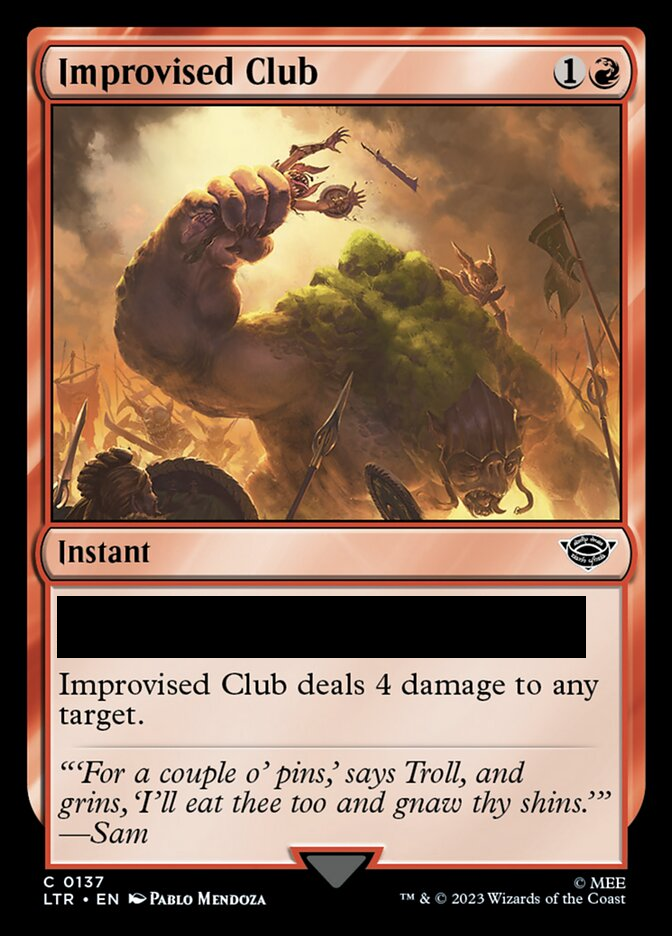 Improvised Club
1
Instant
Improvised Club deals 4 damage to any
target.
“‘For a couple o’ pins,’ says Troll, and
grins, ‘I’ll eat thee too and gnaw thy shins.’”
—Sam
C 0137
LTR • EN Pablo Mendoza
© MEE
™ & © 2023 Wizards of the Coast